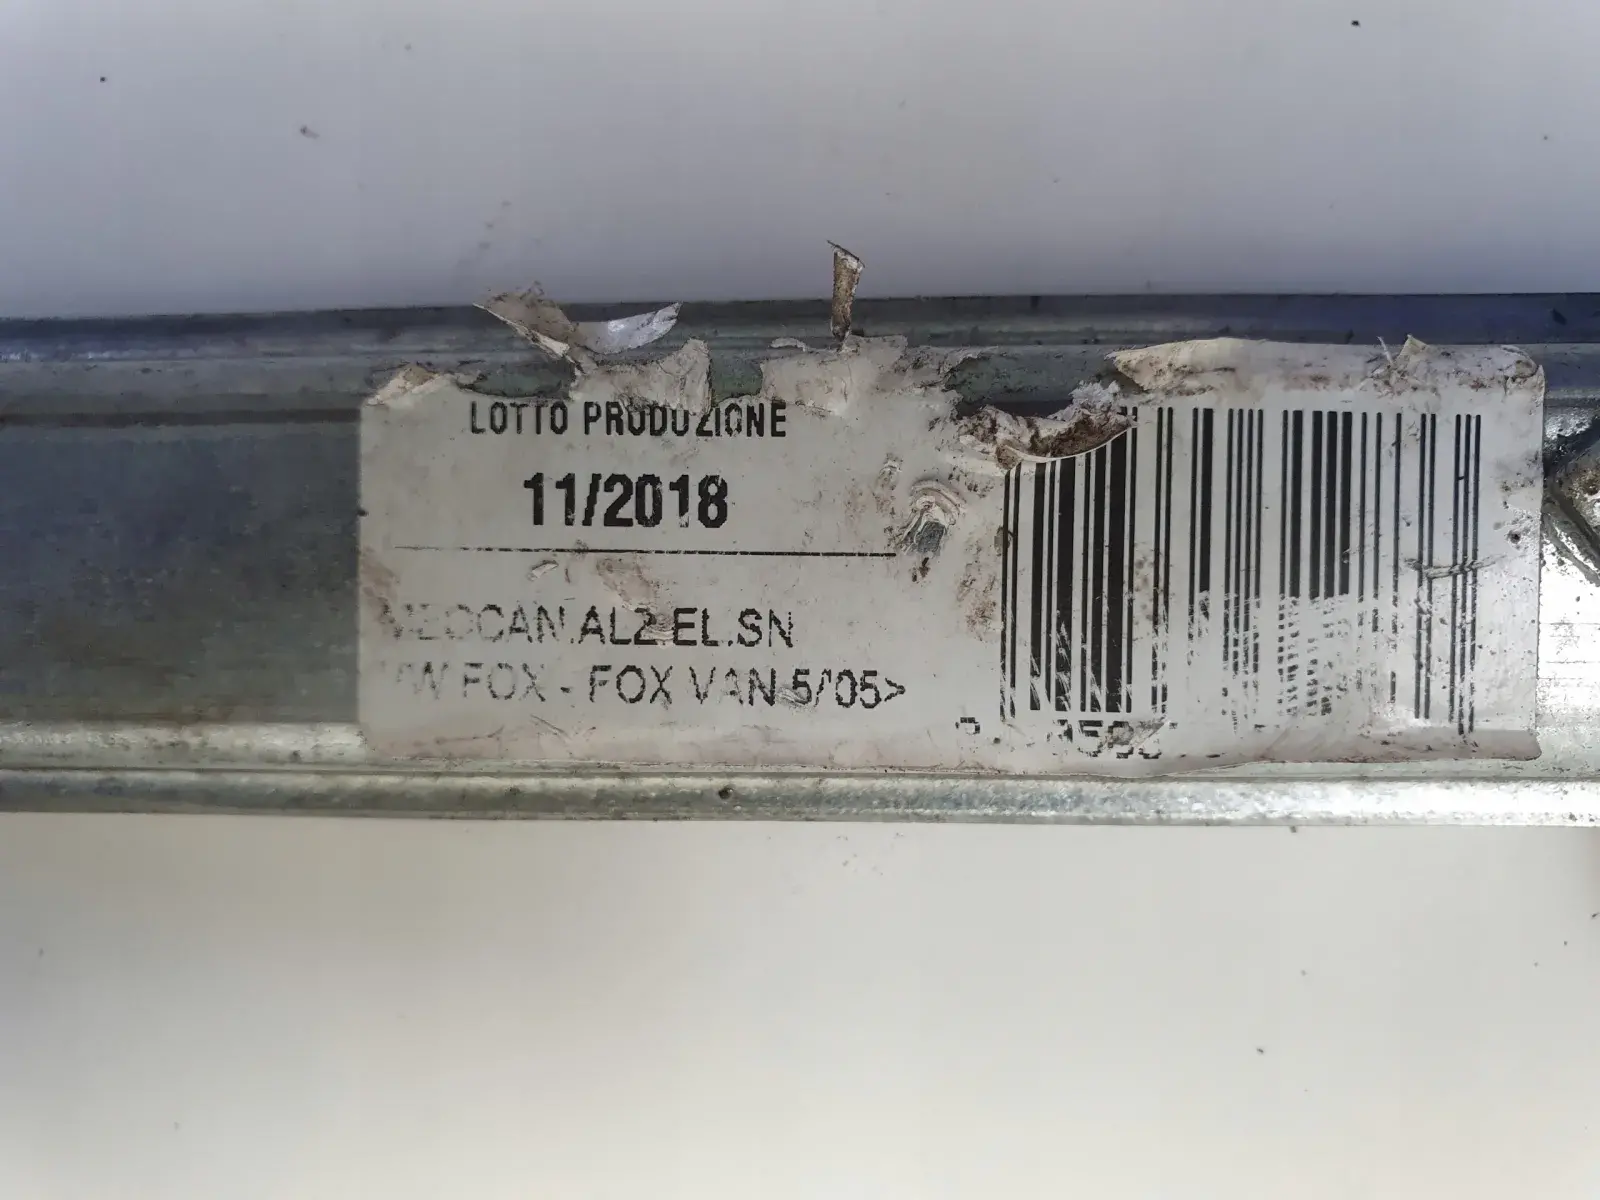 LOTTO PRODUZIONE
11/2018
MECCAN.ALZ.EL.SN
VW FOX - FOX VAN 5/'05>